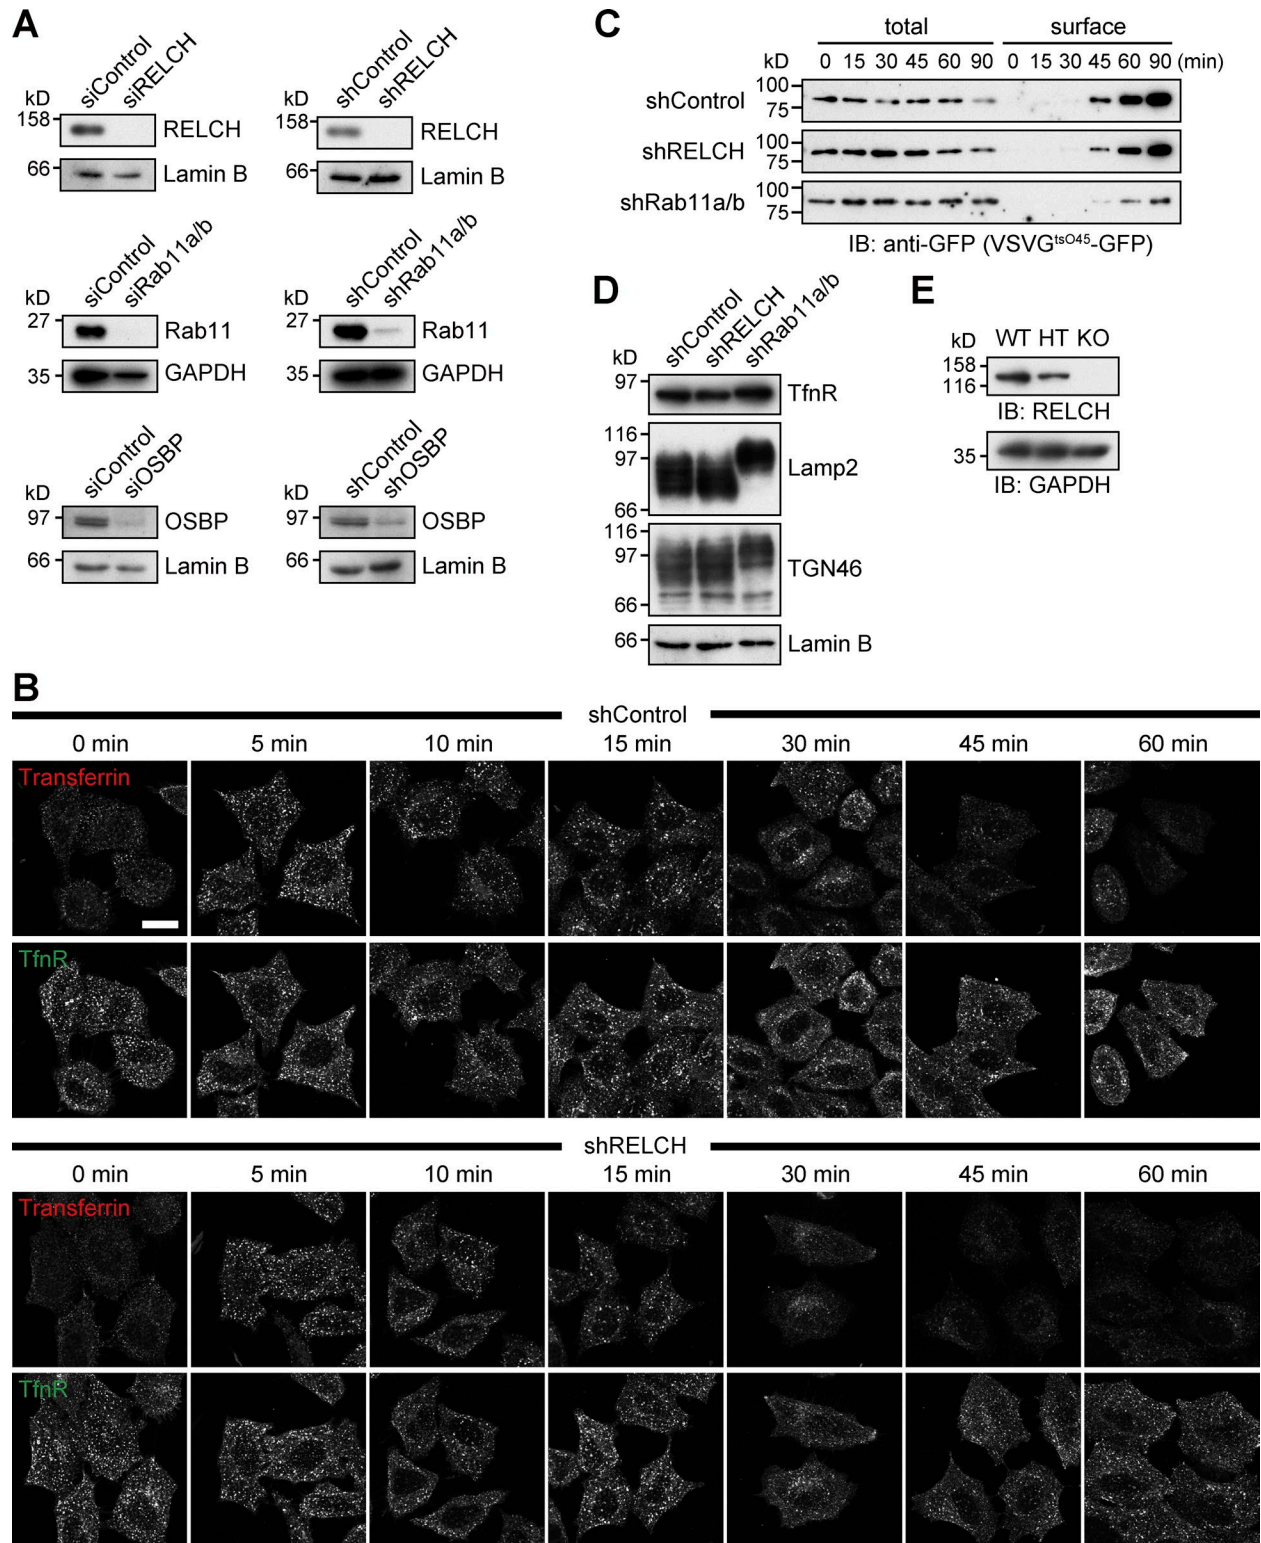 A
siControl siRELCH
kD
158
RELCH
66
Lamin B
shControl shRELCH
kD
158
RELCH
66
Lamin B
siControl siRab11a/b
kD
27
Rab11
35
GAPDH
shControl shRab11a/b
kD
27
Rab11
35
GAPDH
siControl siOSBP
kD
97
OSBP
66
Lamin B
shControl shOSBP
kD
97
OSBP
66
Lamin B
C
total surface
kD 0 15 30 45 60 90 0 15 30 45 60 90 (min)
shControl 100 75
shRELCH 100 75
shRab11a/b 100 75
IB: anti-GFP (VSVGtsO45-GFP)
D
shControl shRELCH shRab11a/b
kD
97
TfnR
116
97
Lamp2
66
116
97
TGN46
66
66
Lamin B
E
kD WT HT KO
158
116
IB: RELCH
35
IB: GAPDH
B
shControl
0 min 5 min 10 min 15 min 30 min 45 min 60 min
Transferrin
TfnR
shRELCH
0 min 5 min 10 min 15 min 30 min 45 min 60 min
Transferrin
TfnR